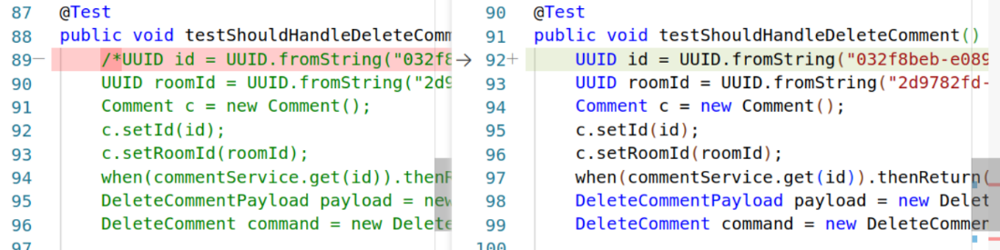 87 @Test
88 public void testShouldHandleDeleteCom
89 — /*UUID id = UUID.fromString("032f8
90 UUID roomId = UUID.fromString("2d9
91 Comment c = new Comment();
92 c.setId(id);
93 c.setRoomId(roomId);
94 when(commentService.get(id)).then
95 DeleteCommentPayload payload = new
96 DeleteComment command = new Delete
97
90 @Test
91 public void testShouldHandleDeleteComment()
→ 92 + UUID id = UUID.fromString("032f8beb-e089
93 UUID roomId = UUID.fromString("2d9782fd-
94 Comment c = new Comment();
95 c.setId(id);
96 c.setRoomId(roomId);
97 when(commentService.get(id)).thenReturn(
98 DeleteCommentPayload payload = new Delet
99 DeleteComment command = new DeleteCommen
100